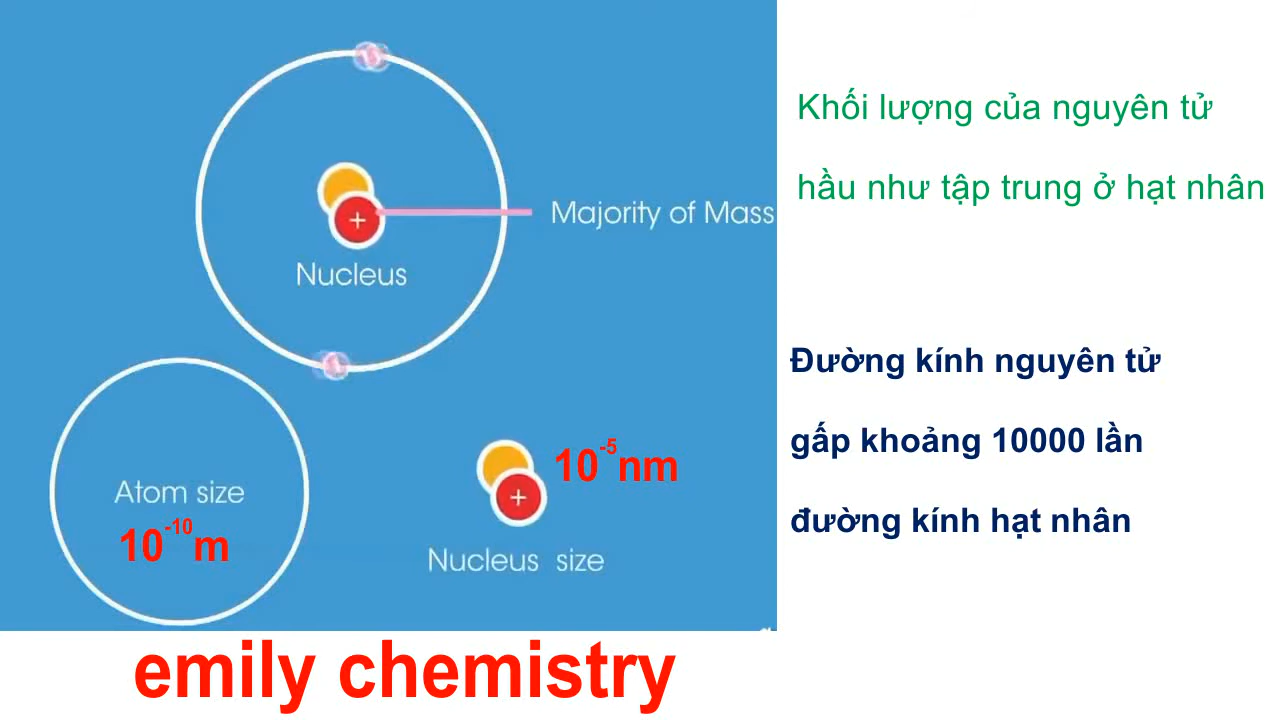 Khối lượng của nguyên tử
hầu như tập trung ở hạt nhân
+
Majority of Mass
Nucleus
Đường kính nguyên tử
gấp khoảng 10000 lần
đường kính hạt nhân
Atom size
10⁻¹⁰m
+
10⁻⁵nm
Nucleus size
emily chemistry